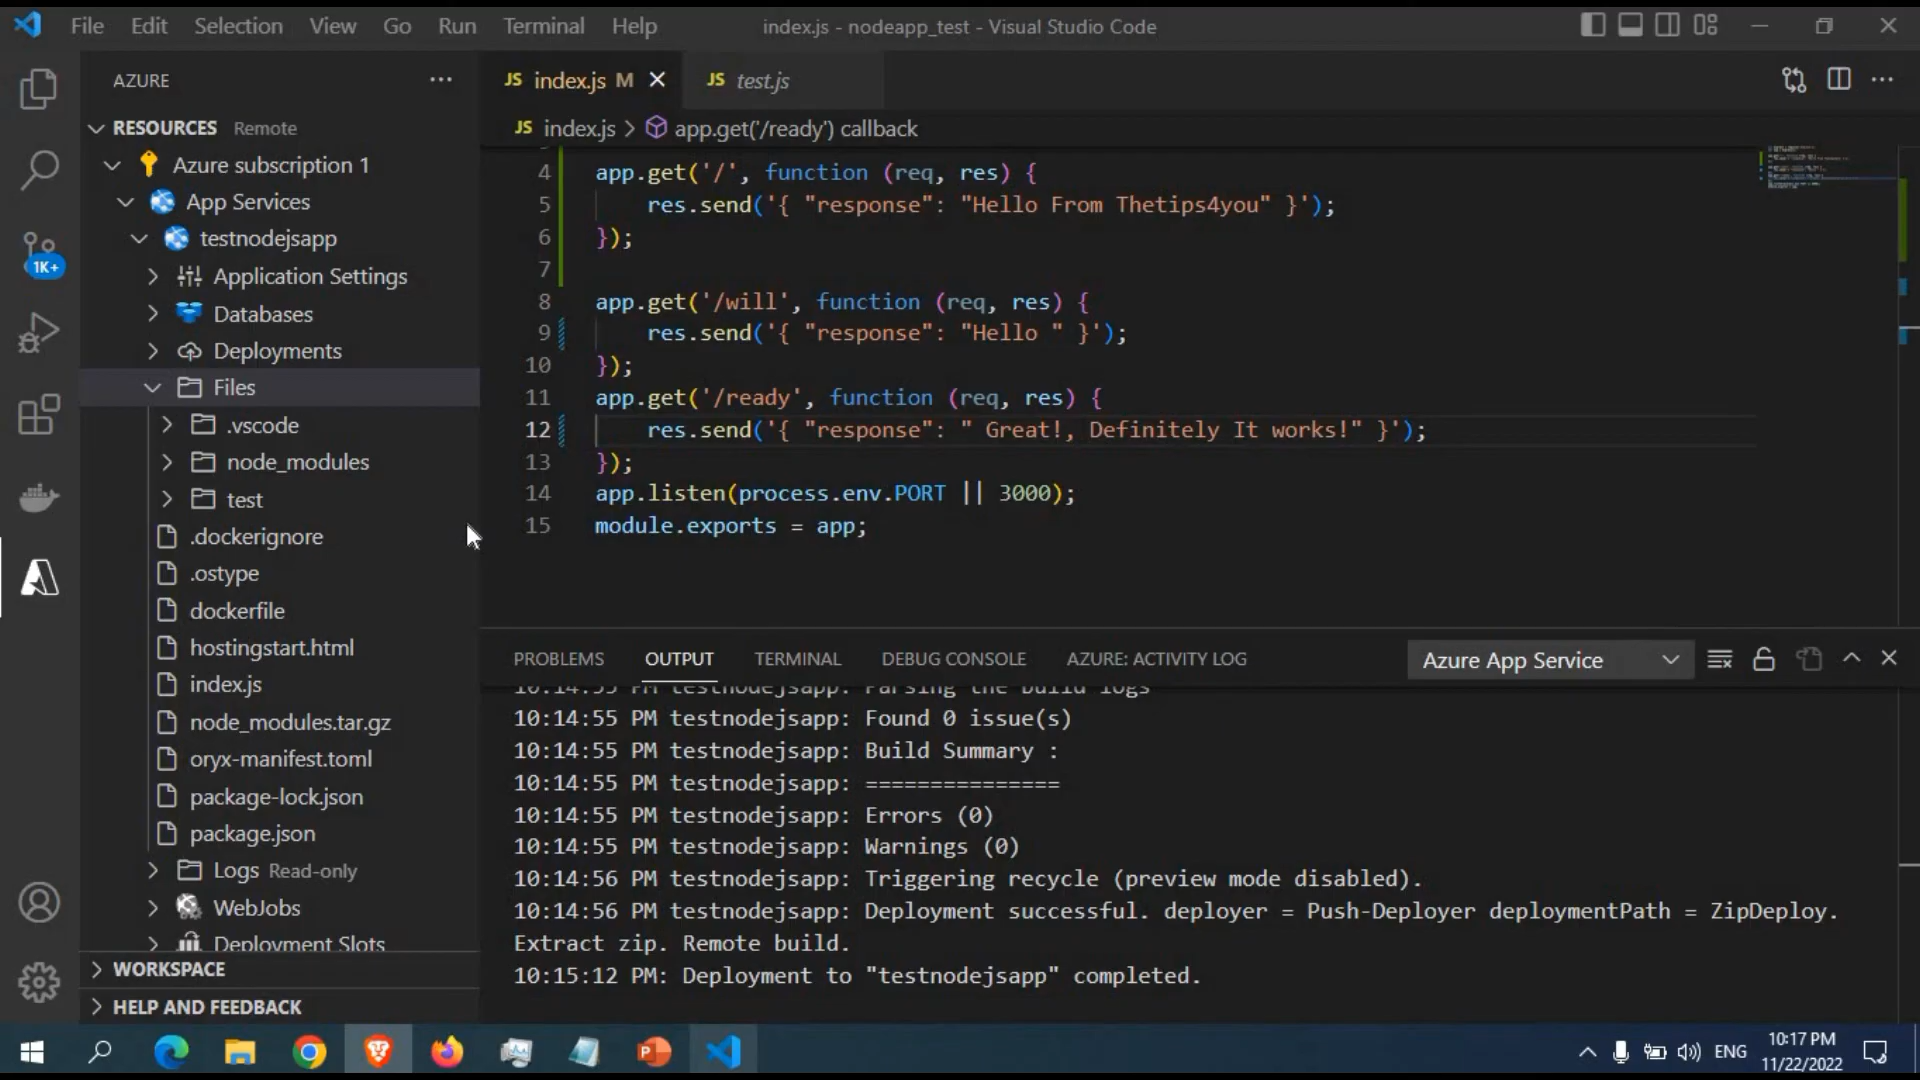 File Edit Selection View Go Run Terminal Help
index.js - nodeapp_test - Visual Studio Code
AZURE
RESOURCES Remote
Azure subscription 1
App Services
testnodejsapp
Application Settings
Databases
Deployments
Files
.vscode
node_modules
test
.dockerignore
.ostype
dockerfile
hostingstart.html
index.js
node_modules.tar.gz
oryx-manifest.toml
package-lock.json
package.json
Logs Read-only
WebJobs
Deployment Slots
WORKSPACE
HELP AND FEEDBACK
1K+
JS index.js M
JS test.js
JS index.js > app.get('/ready') callback
4 app.get('/', function (req, res) {
5 res.send('{ "response": "Hello From Thetips4you" }');
6 });
7
8 app.get('/will', function (req, res) {
9 res.send('{ "response": "Hello " }');
10 });
11 app.get('/ready', function (req, res) {
12 res.send('{ "response": " Great!, Definitely It works!" }');
13 });
14 app.listen(process.env.PORT || 3000);
15 module.exports = app;
PROBLEMS OUTPUT TERMINAL DEBUG CONSOLE AZURE: ACTIVITY LOG
Azure App Service
10:14:55 PM testnodejsapp: Parsing the build logs
10:14:55 PM testnodejsapp: Found 0 issue(s)
10:14:55 PM testnodejsapp: Build Summary :
10:14:55 PM testnodejsapp: ===============
10:14:55 PM testnodejsapp: Errors (0)
10:14:55 PM testnodejsapp: Warnings (0)
10:14:56 PM testnodejsapp: Triggering recycle (preview mode disabled).
10:14:56 PM testnodejsapp: Deployment successful. deployer = Push-Deployer deploymentPath = ZipDeploy.
Extract zip. Remote build.
10:15:12 PM: Deployment to "testnodejsapp" completed.
ENG
10:17 PM
11/22/2022